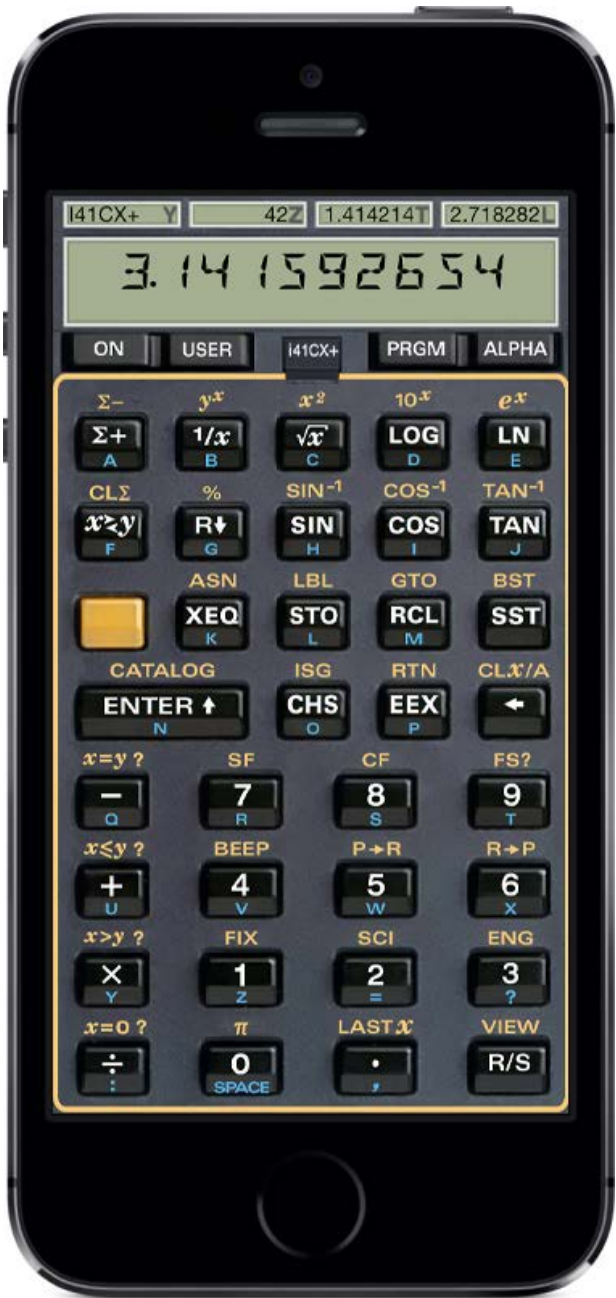 I41CX+ Y 42Z 1.414214T 2.718282L
3.141592654
ON USER i41CX+ PRGM ALPHA
Σ− yˣ x² 10ˣ eˣ
Σ+ 1/x √x LOG LN
A B C D E
CLΣ % SIN⁻¹ COS⁻¹ TAN⁻¹
x≷y R↓ SIN COS TAN
F G H I J
ASN LBL GTO BST
XEQ STO RCL SST
K L M
CATALOG ISG RTN CLX/A
ENTER↑ CHS EEX ←
N O P
x=y? SF CF FS?
− 7 8 9
Q R S T
x≤y? BEEP P→R R→P
+ 4 5 6
U V W X
x>y? FIX SCI ENG
× 1 2 3
Y Z = ?
x=0? π LASTX VIEW
÷ 0 . R/S
: SPACE ,